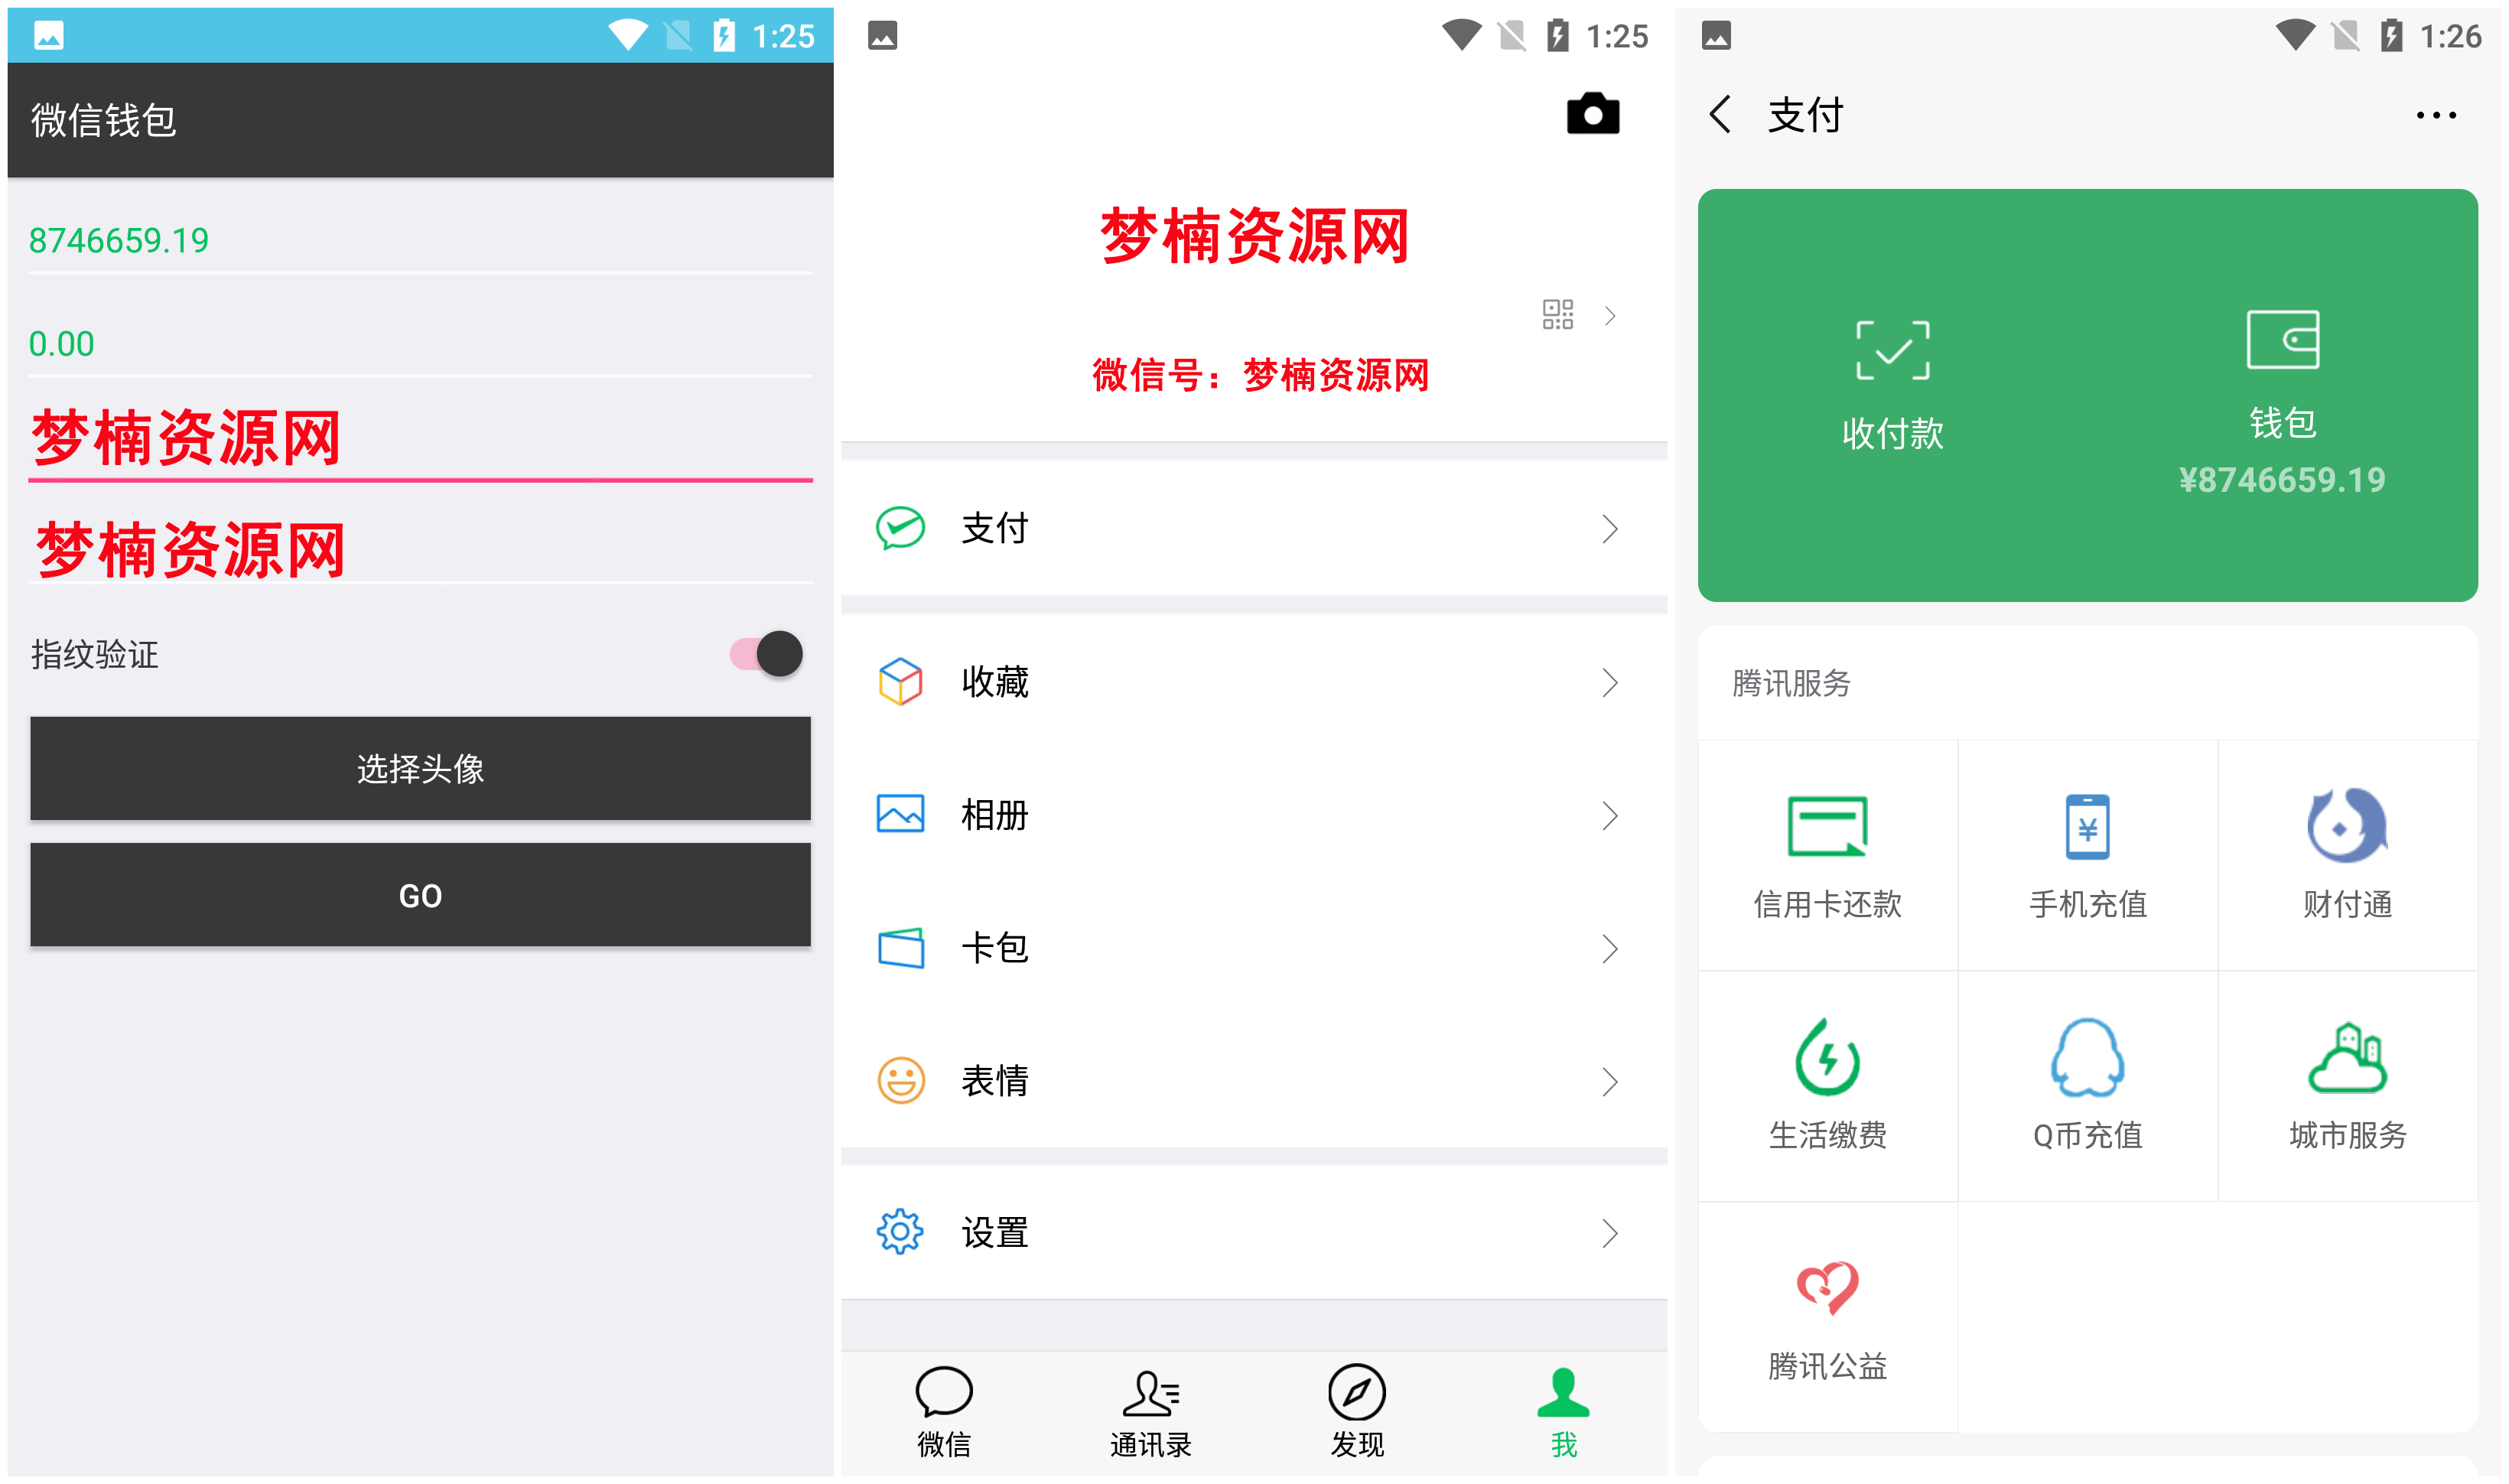 1:25
微信钱包
8746659.19
0.00
梦楠资源网
梦楠资源网
指纹验证
选择头像
GO
1:25
梦楠资源网
微信号：梦楠资源网
支付
收藏
相册
卡包
表情
设置
微信 通讯录 发现 我
1:26
支付
收付款 钱包
¥8746659.19
腾讯服务
信用卡还款 手机充值 财付通
生活缴费 Q币充值 城市服务
腾讯公益